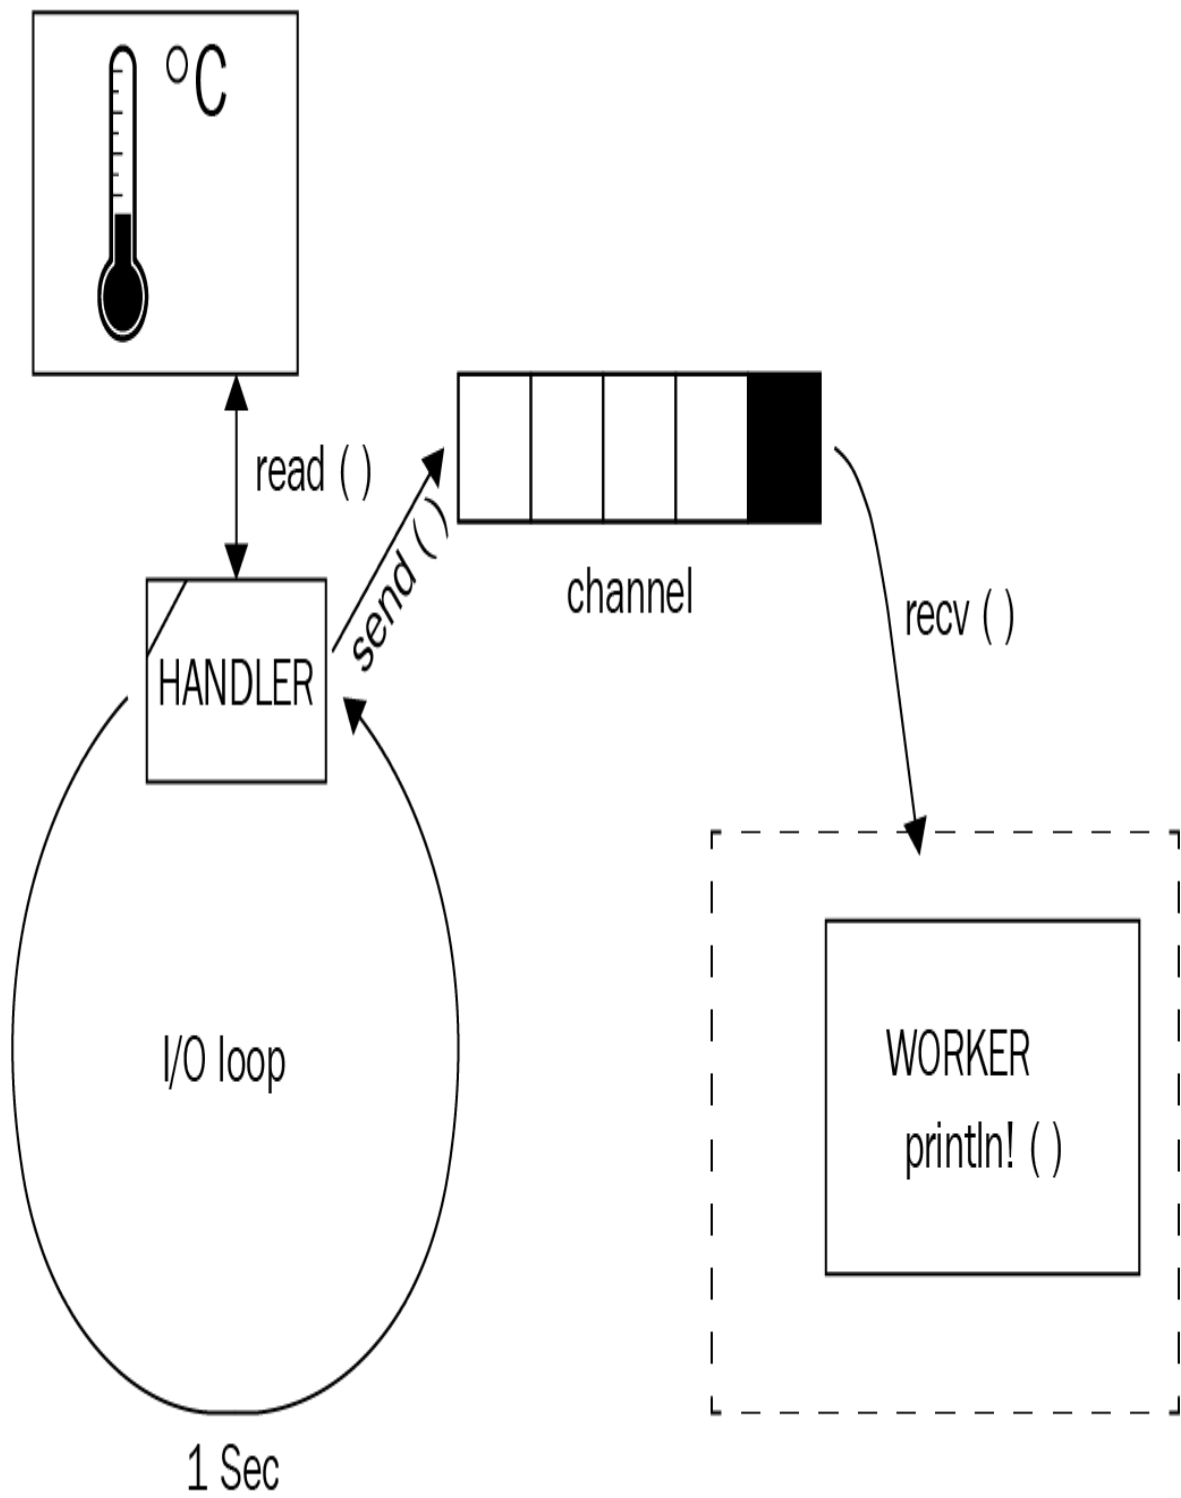 °C
read ( )
send ( )
channel
recv ( )
HANDLER
I/O loop
WORKER
println! ( )
1 Sec